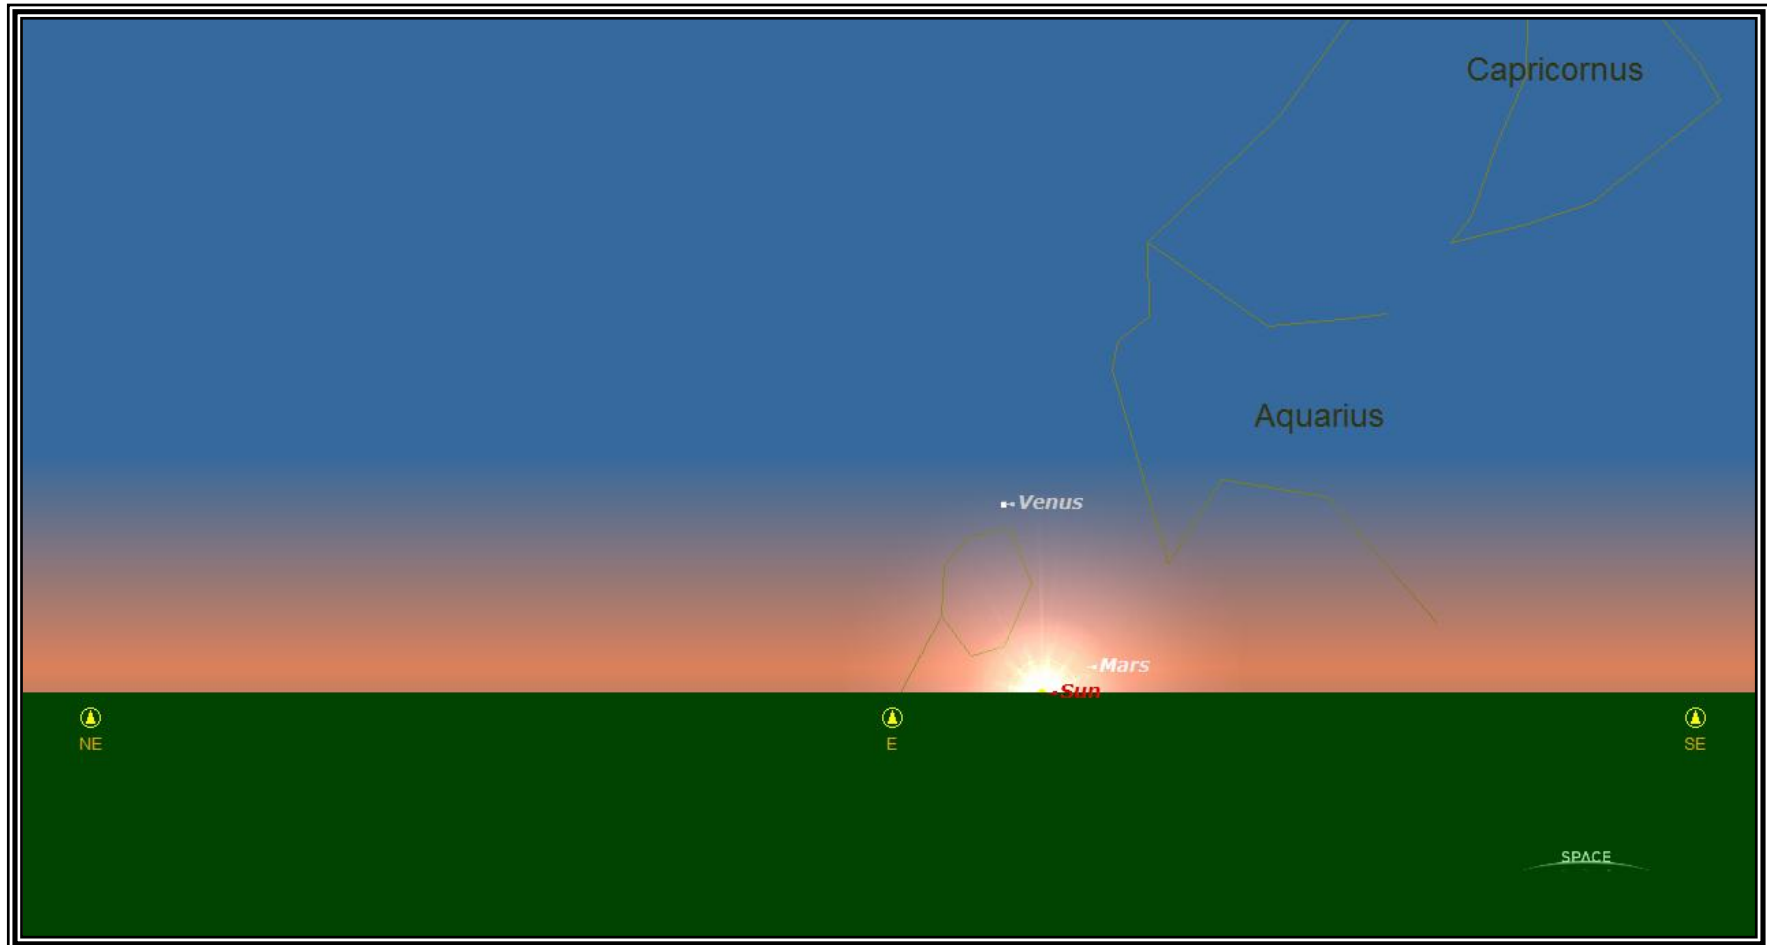 Capricornus
Aquarius
Venus
Mars
Sun
NE
E
SE
SPACE